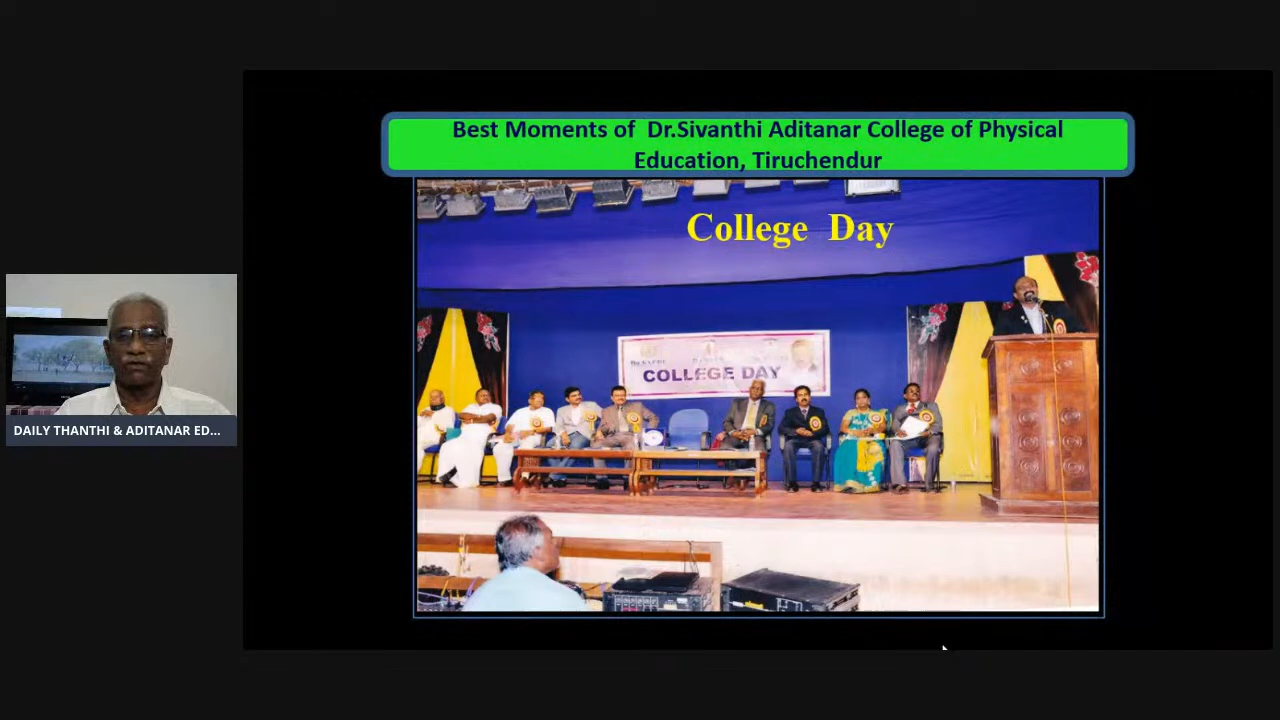 Best Moments of Dr.Sivanthi Aditanar College of Physical
Education, Tiruchendur
College Day
COLLEGE DAY
DAILY THANTHI & ADITANAR ED...